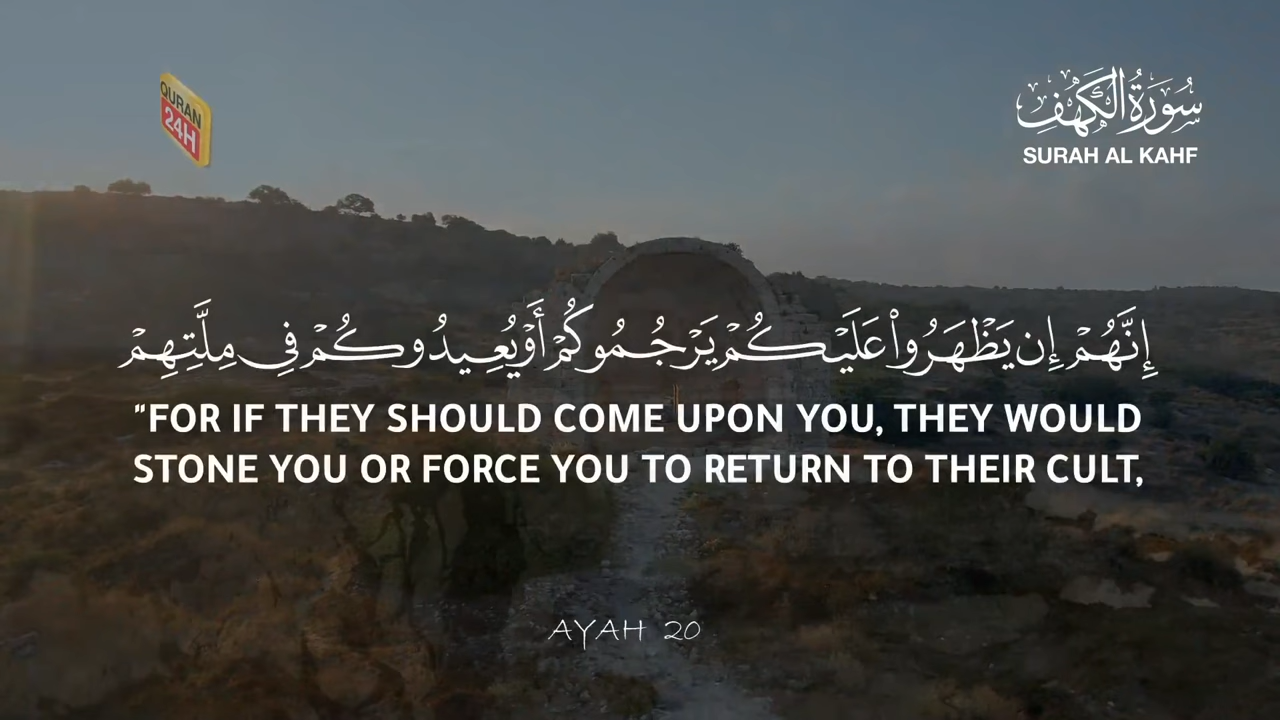 QURAN
24H
سُورَةُ الكَهْفِ
SURAH AL KAHF
إِنَّهُمْ إِن يَظْهَرُواْ عَلَيْكُمْ يَرْجُمُوكُمْ أَوْ يُعِيدُوكُمْ فِي مِلَّتِهِمْ
"FOR IF THEY SHOULD COME UPON YOU, THEY WOULD
STONE YOU OR FORCE YOU TO RETURN TO THEIR CULT,
AYAH 20